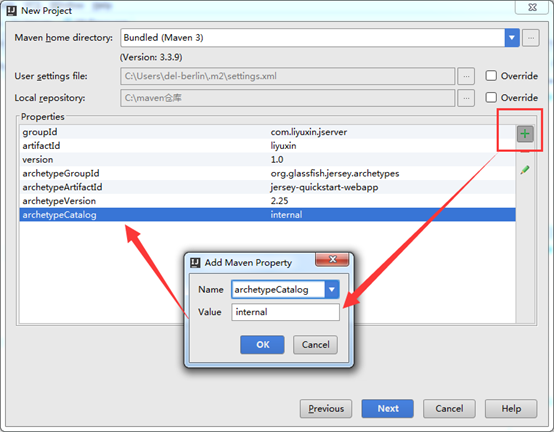 New Project
Maven home directory: Bundled (Maven 3) ...
(Version: 3.3.9)
User settings file: C:\Users\del-berlin\.m2\settings.xml ... Override
Local repository: C:\maven仓库 ... Override
Properties
groupId com.liyuxin.jserver
artifactId liyuxin
version 1.0
archetypeGroupId org.glassfish.jersey.archetypes
archetypeArtifactId jersey-quickstart-webapp
archetypeVersion 2.25
archetypeCatalog internal
Add Maven Property
Name archetypeCatalog
Value internal
OK Cancel
Previous Next Cancel Help